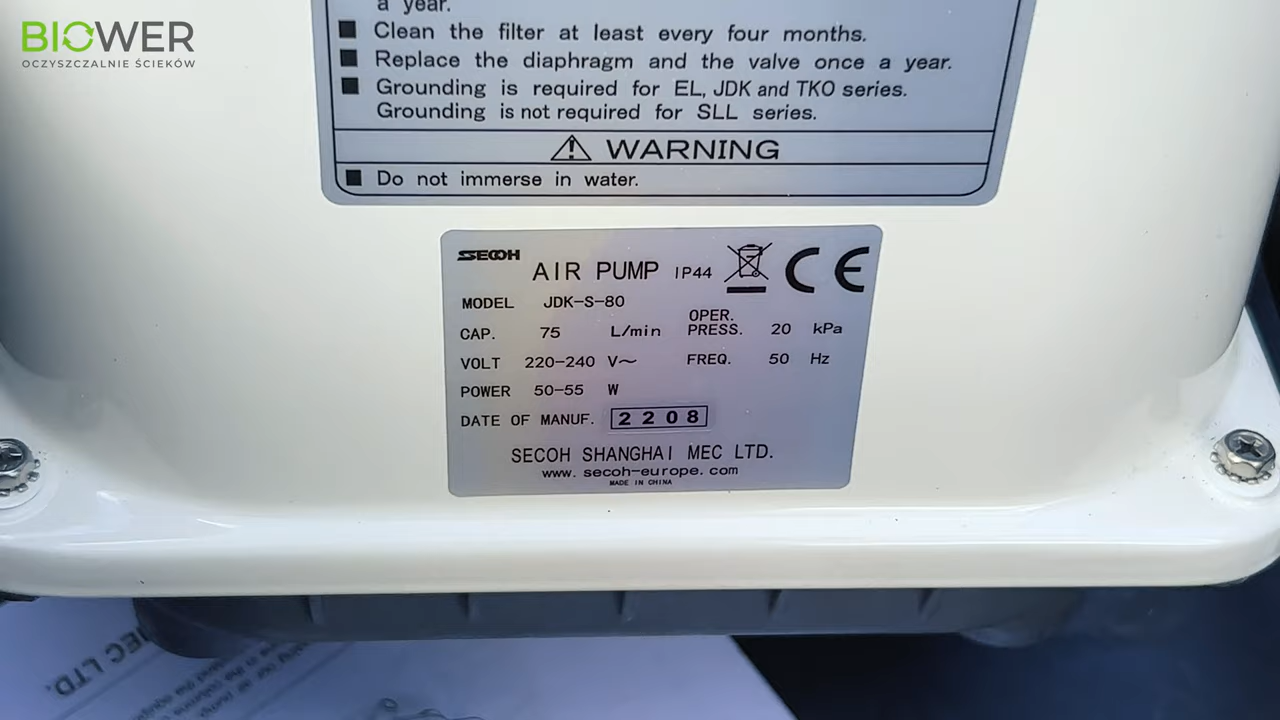 BIOWER
OCZYSZCZALNIE ŚCIEKÓW
a year.
■ Clean the filter at least every four months.
■ Replace the diaphragm and the valve once a year.
■ Grounding is required for EL, JDK and TKO series.
Grounding is not required for SLL series.
WARNING
■ Do not immerse in water.
SECOH AIR PUMP IP44 CE
MODEL JDK-S-80
CAP. 75 L/min OPER. PRESS. 20 kPa
VOLT 220-240 V~ FREQ. 50 Hz
POWER 50-55 W
DATE OF MANUF. 2208
SECOH SHANGHAI MEC LTD.
www.secoh-europe.com
MADE IN CHINA
MEC LTD.